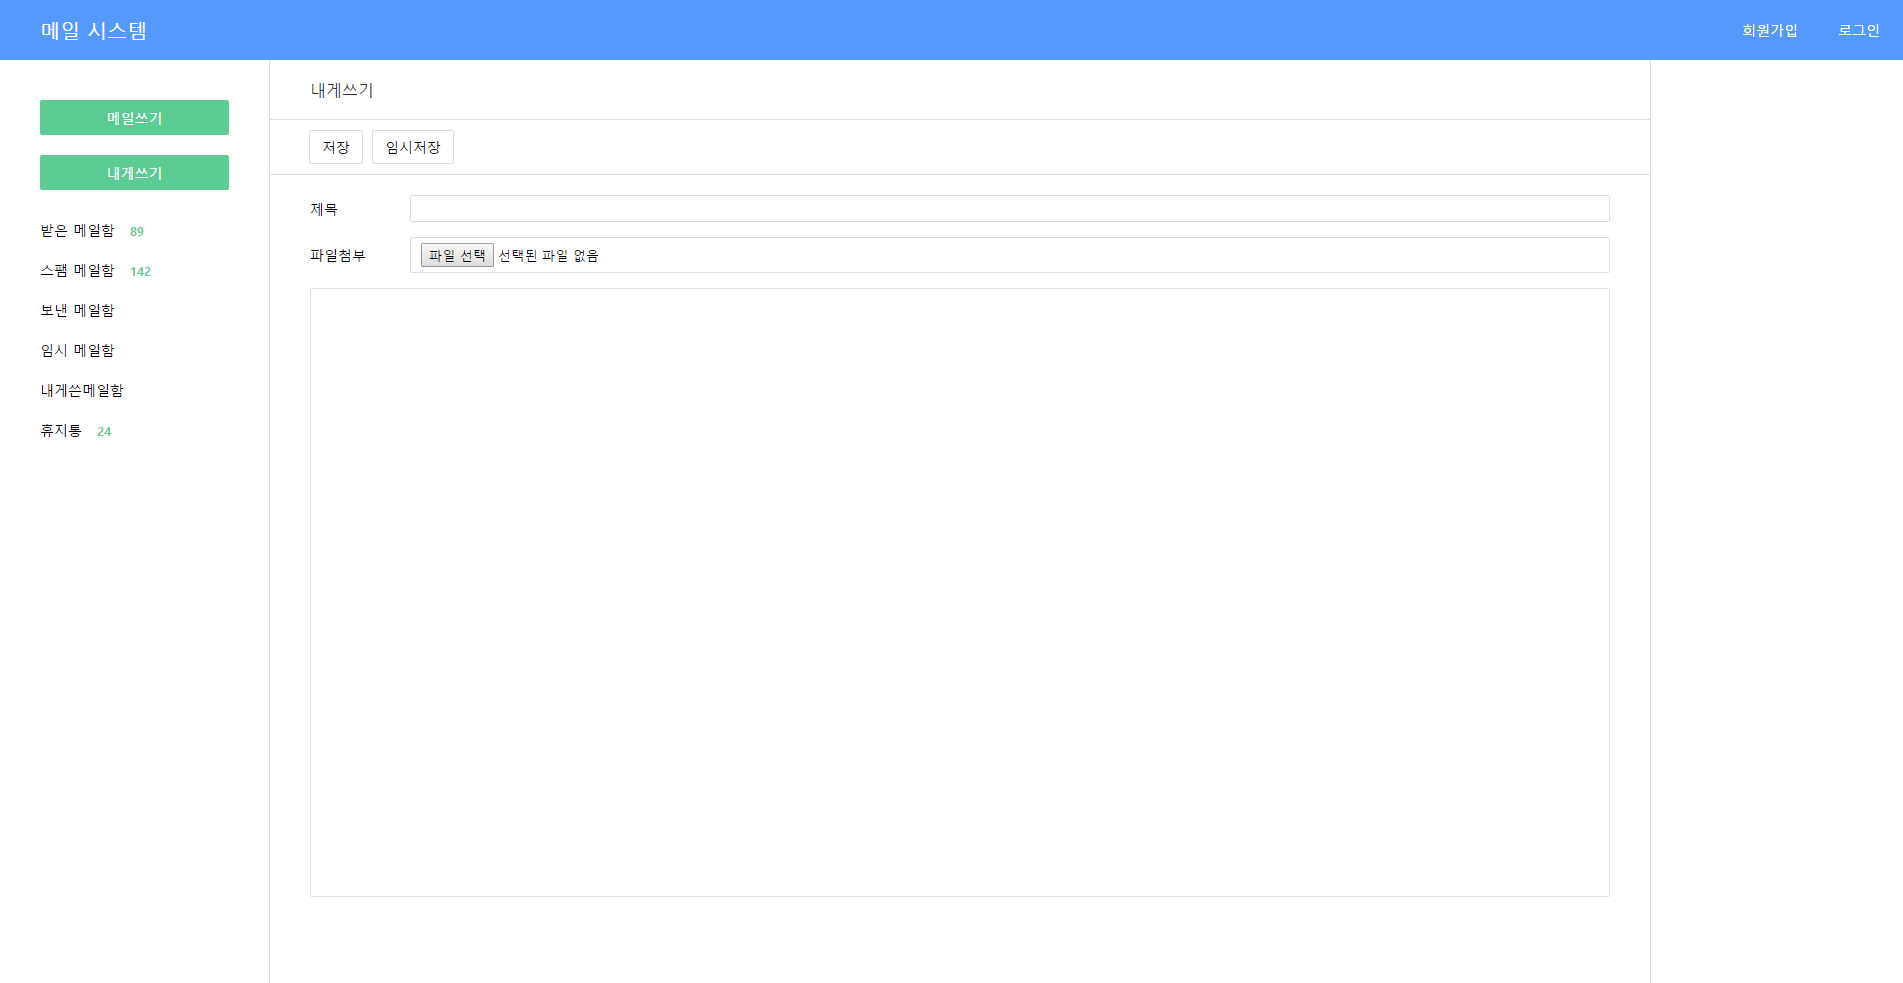 메일 시스템
회원가입 로그인
메일쓰기
내게쓰기
받은 메일함 89
스팸 메일함 142
보낸 메일함
임시 메일함
내게쓴메일함
휴지통 24
내게쓰기
저장 임시저장
제목
파일첨부 파일 선택 선택된 파일 없음